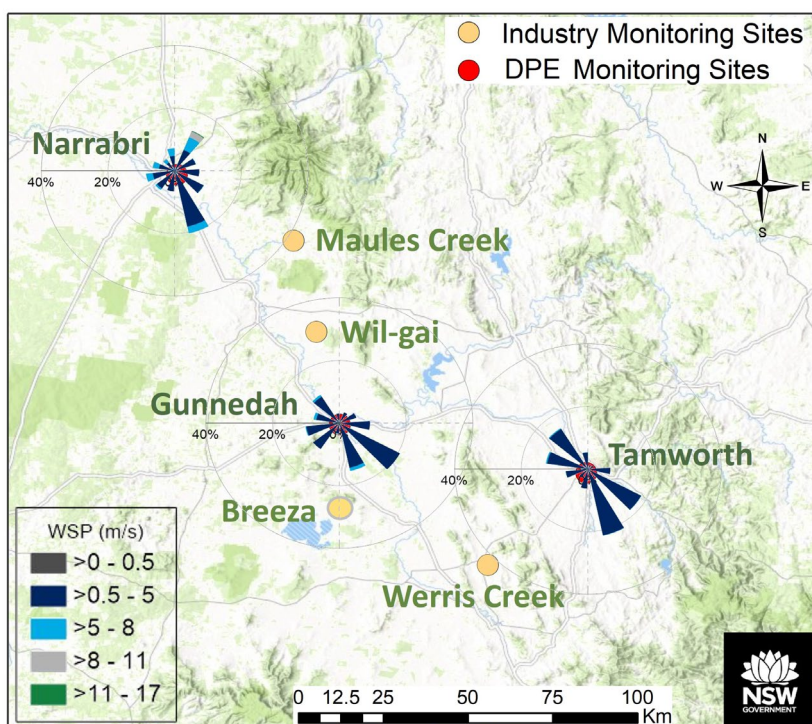 Industry Monitoring Sites
DPE Monitoring Sites
Narrabri
N
W
E
S
40%
20%
Maules Creek
Wil-gai
Gunnedah
40%
20%
0%
Tamworth
40%
20%
Breeza
WSP (m/s)
>0 - 0.5
>0.5 - 5
>5 - 8
>8 - 11
>11 - 17
Werris Creek
0 12.5 25 50 75 100
Km
NSW
GOVERNMENT